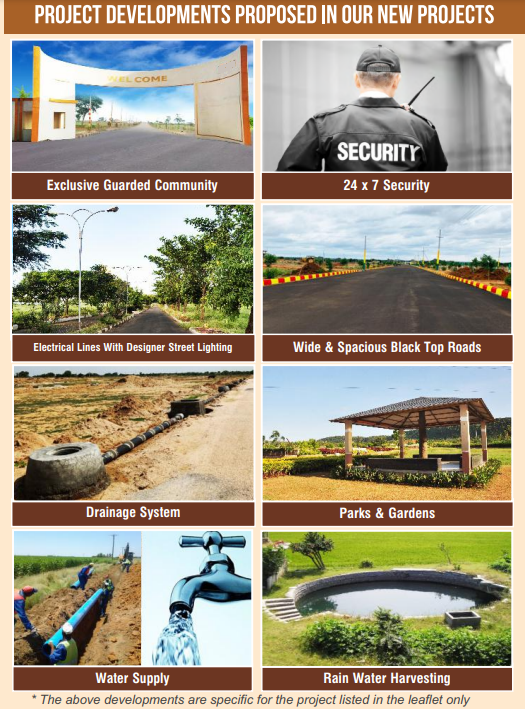 PROJECT DEVELOPMENTS PROPOSED IN OUR NEW PROJECTS
WELCOME
SECURITY
Exclusive Guarded Community
24 x 7 Security
Electrical Lines With Designer Street Lighting
Wide & Spacious Black Top Roads
Drainage System
Parks & Gardens
Water Supply
Rain Water Harvesting
* The above developments are specific for the project listed in the leaflet only